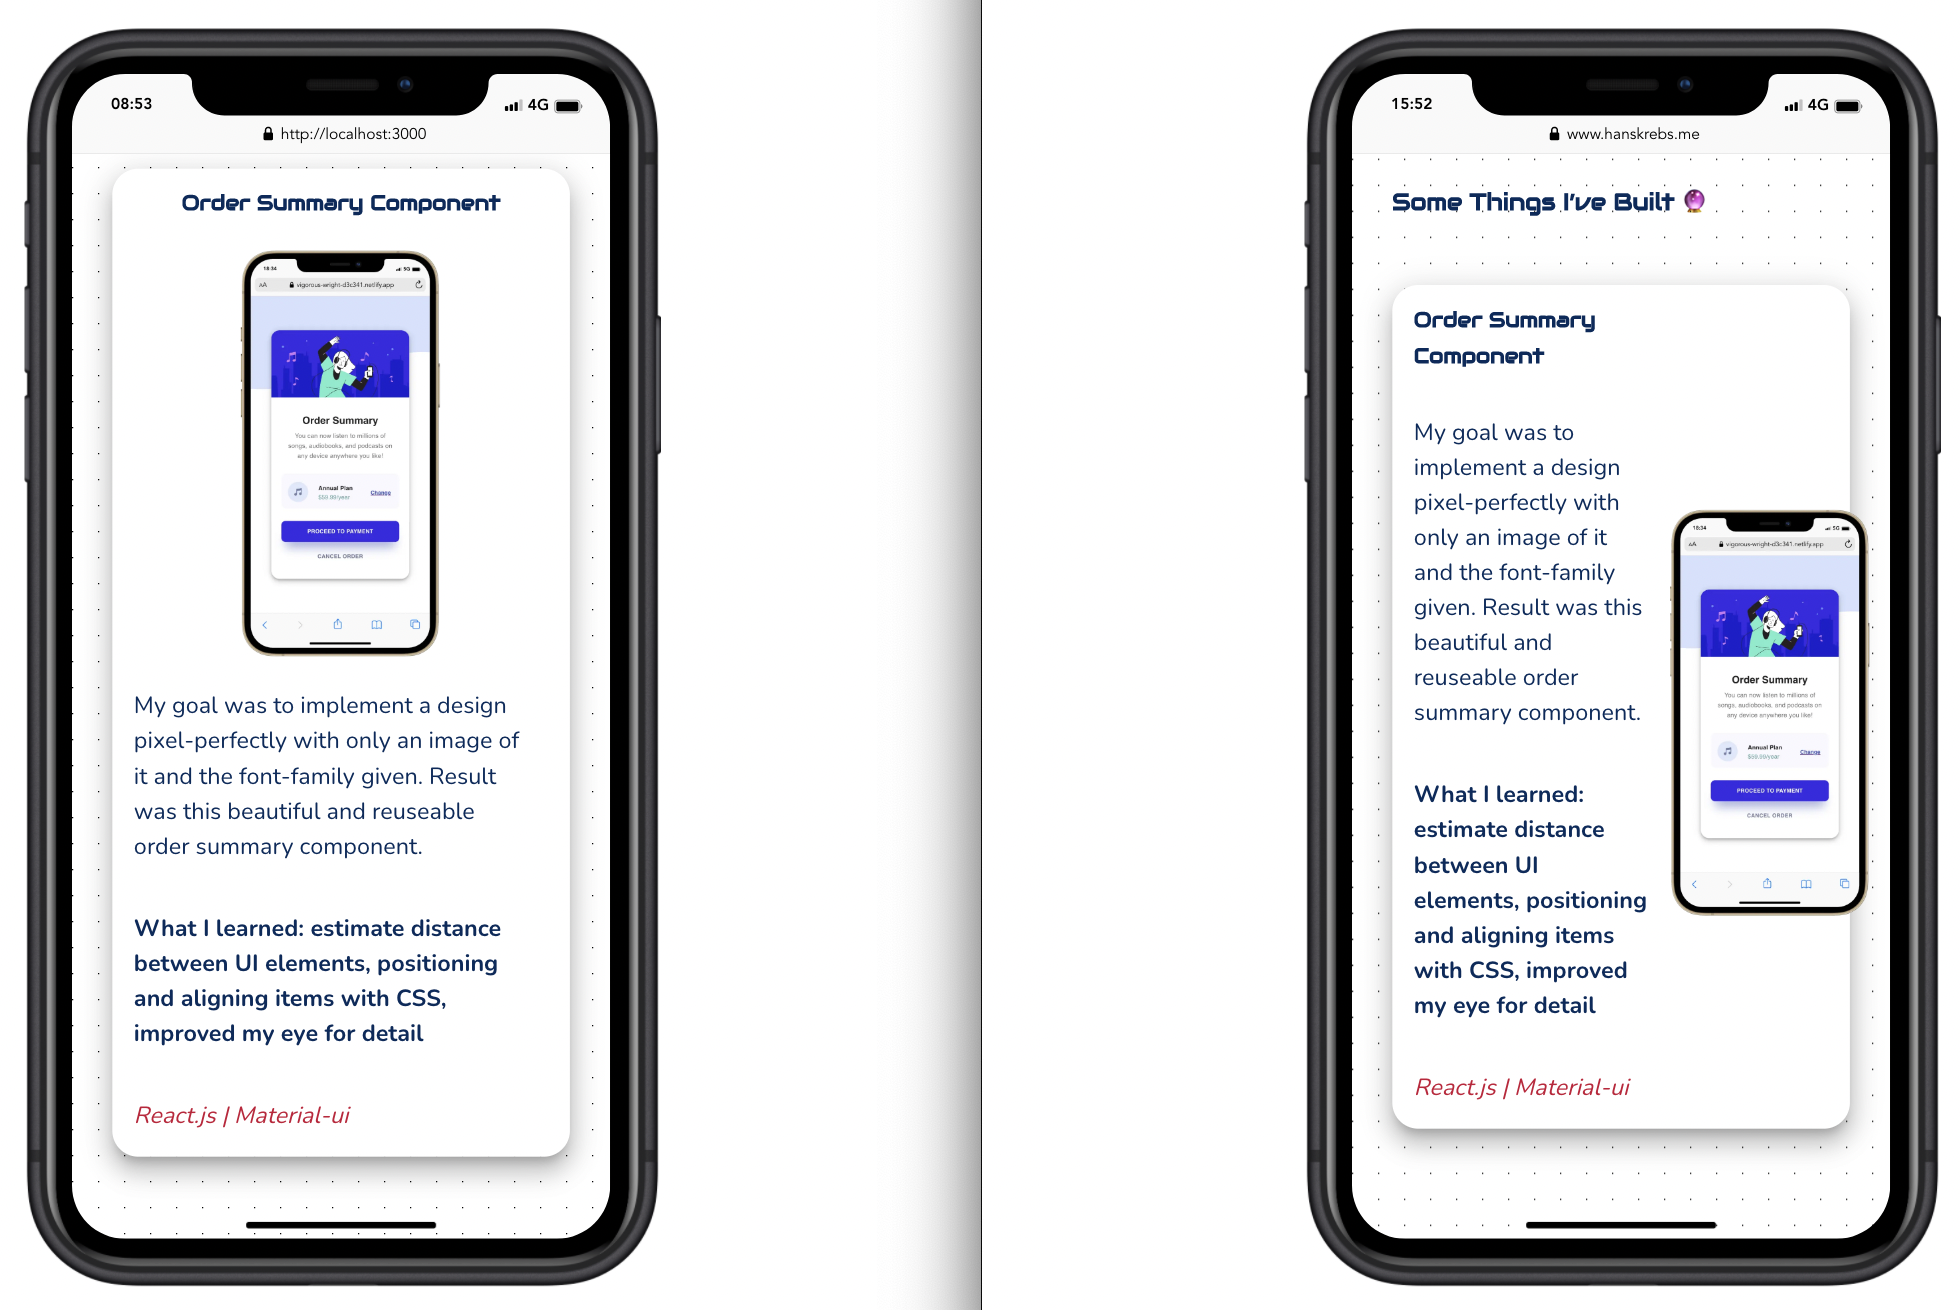 08:53
4G
http://localhost:3000
Order Summary Component
18:34
5G
AA
vigorous-wright-d3c341.netlify.app
Order Summary
You can now listen to millions of
songs, audiobooks, and podcasts on
any device anywhere you like!
Annual Plan
$59.99/year
Change
PROCEED TO PAYMENT
CANCEL ORDER
My goal was to implement a design
pixel-perfectly with only an image of
it and the font-family given. Result
was this beautiful and reuseable
order summary component.
What I learned: estimate distance
between UI elements, positioning
and aligning items with CSS,
improved my eye for detail
React.js | Material-ui
15:52
4G
www.hanskrebs.me
Some Things I've Built
Order Summary
Component
My goal was to
implement a design
pixel-perfectly with
only an image of it
and the font-family
given. Result was this
beautiful and
reuseable order
summary component.
What I learned:
estimate distance
between UI
elements, positioning
and aligning items
with CSS, improved
my eye for detail
React.js | Material-ui
18:34
5G
AA
vigorous-wright-d3c341.netlify.app
Order Summary
You can now listen to millions of
songs, audiobooks, and podcasts on
any device anywhere you like!
Annual Plan
$59.99/year
Change
PROCEED TO PAYMENT
CANCEL ORDER